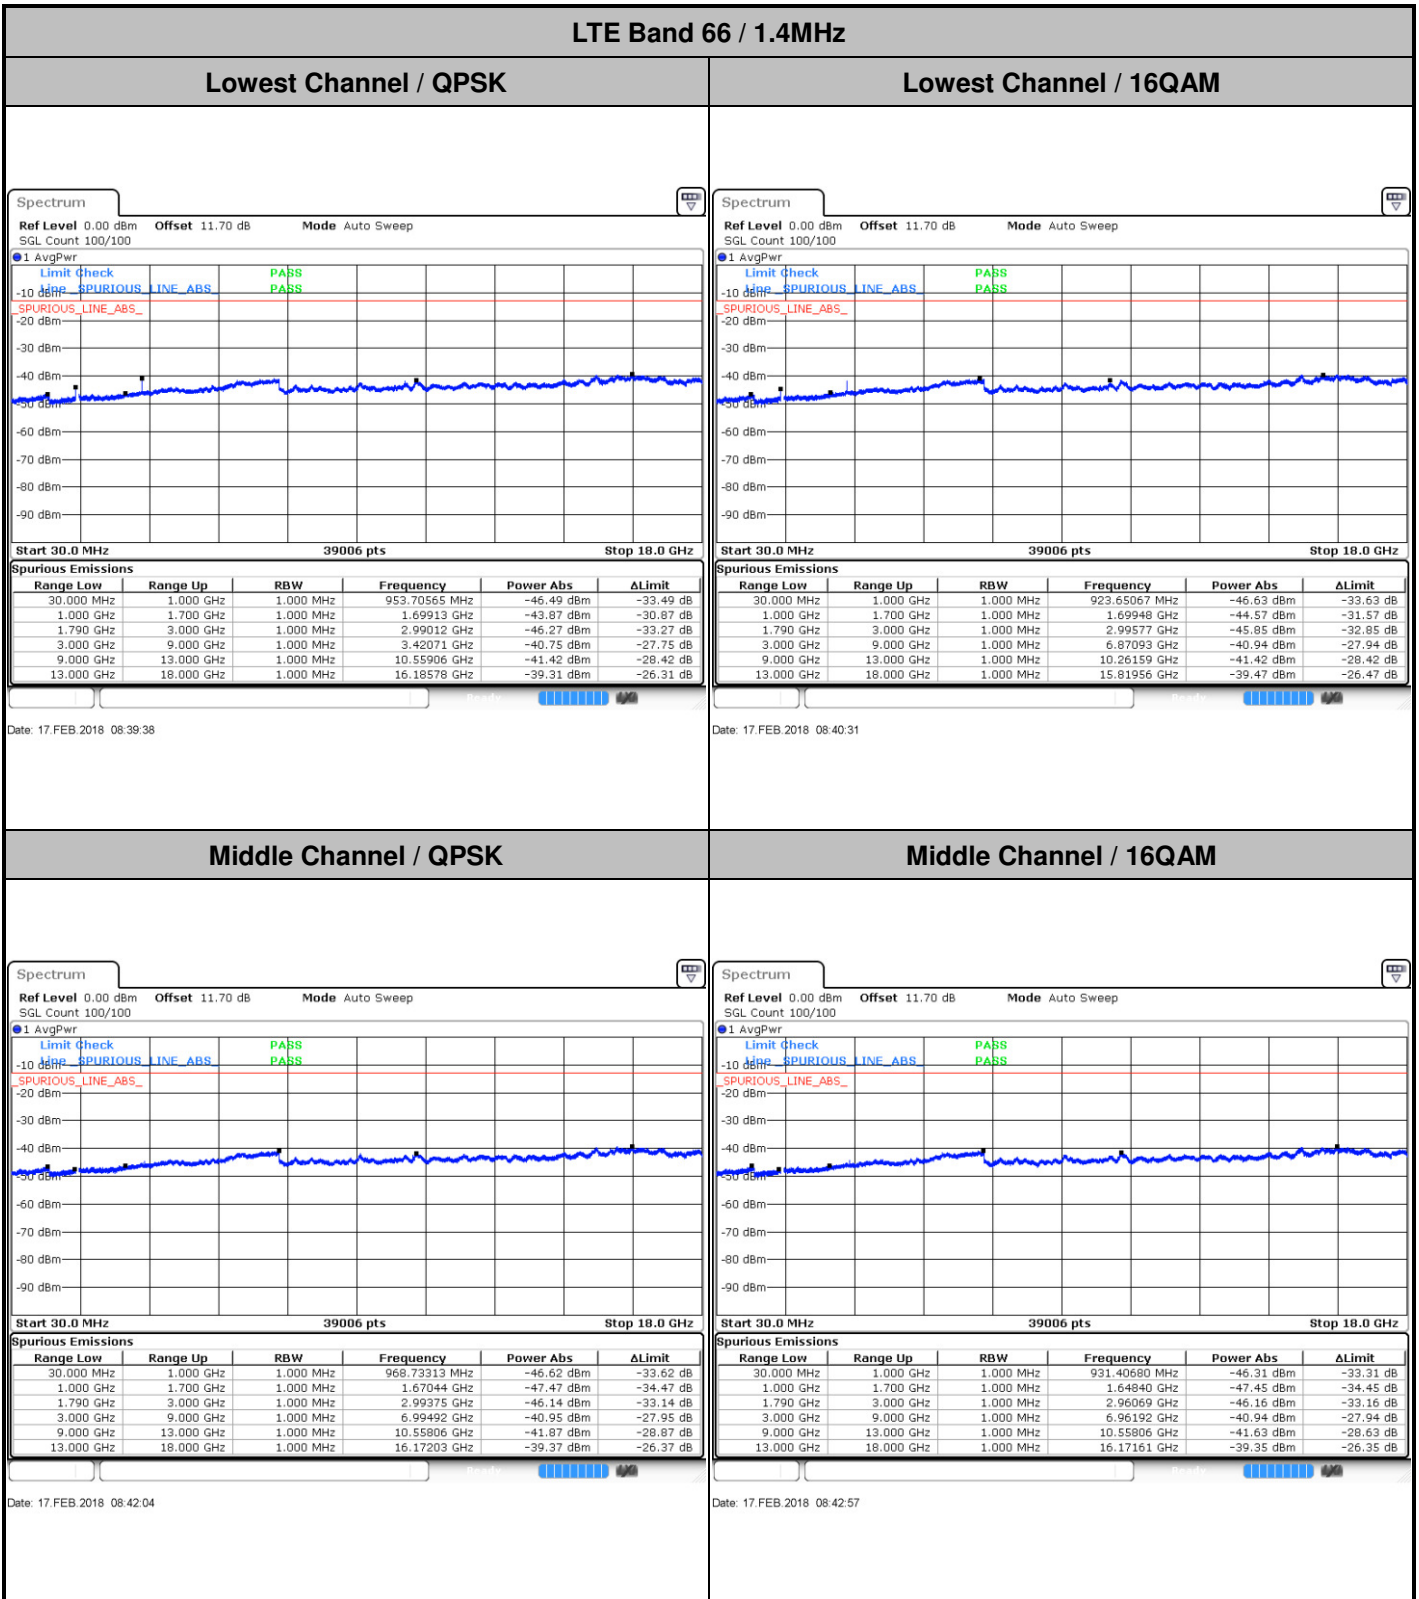 LTE Band 66 / 1.4MHz
Lowest Channel / QPSK
Lowest Channel / 16QAM
Spectrum
Ref Level 0.00 dBm Offset 11.70 dB Mode Auto Sweep
SGL Count 100/100
1 AvgPwr
Limit Check PASS
Line _SPURIOUS_LINE_ABS_ PASS
-10 dBm
_SPURIOUS_LINE_ABS_
-20 dBm
-30 dBm
-40 dBm
-50 dBm
-60 dBm
-70 dBm
-80 dBm
-90 dBm
Start 30.0 MHz 39006 pts Stop 18.0 GHz
Spurious Emissions
Range Low Range Up RBW Frequency Power Abs ΔLimit
30.000 MHz 1.000 GHz 1.000 MHz 953.70565 MHz -46.49 dBm -33.49 dB
1.000 GHz 1.700 GHz 1.000 MHz 1.69913 GHz -43.87 dBm -30.87 dB
1.790 GHz 3.000 GHz 1.000 MHz 2.99012 GHz -46.27 dBm -33.27 dB
3.000 GHz 9.000 GHz 1.000 MHz 3.42071 GHz -40.75 dBm -27.75 dB
9.000 GHz 13.000 GHz 1.000 MHz 10.55906 GHz -41.42 dBm -28.42 dB
13.000 GHz 18.000 GHz 1.000 MHz 16.18578 GHz -39.31 dBm -26.31 dB
Date: 17.FEB.2018 08:39:38
Spectrum
Ref Level 0.00 dBm Offset 11.70 dB Mode Auto Sweep
SGL Count 100/100
1 AvgPwr
Limit Check PASS
Line _SPURIOUS_LINE_ABS_ PASS
-10 dBm
_SPURIOUS_LINE_ABS_
-20 dBm
-30 dBm
-40 dBm
-50 dBm
-60 dBm
-70 dBm
-80 dBm
-90 dBm
Start 30.0 MHz 39006 pts Stop 18.0 GHz
Spurious Emissions
Range Low Range Up RBW Frequency Power Abs ΔLimit
30.000 MHz 1.000 GHz 1.000 MHz 923.65067 MHz -46.63 dBm -33.63 dB
1.000 GHz 1.700 GHz 1.000 MHz 1.69948 GHz -44.57 dBm -31.57 dB
1.790 GHz 3.000 GHz 1.000 MHz 2.99577 GHz -45.85 dBm -32.85 dB
3.000 GHz 9.000 GHz 1.000 MHz 6.87093 GHz -40.94 dBm -27.94 dB
9.000 GHz 13.000 GHz 1.000 MHz 10.26159 GHz -41.42 dBm -28.42 dB
13.000 GHz 18.000 GHz 1.000 MHz 15.81956 GHz -39.47 dBm -26.47 dB
Date: 17.FEB.2018 08:40:31
Middle Channel / QPSK
Middle Channel / 16QAM
Spectrum
Ref Level 0.00 dBm Offset 11.70 dB Mode Auto Sweep
SGL Count 100/100
1 AvgPwr
Limit Check PASS
Line _SPURIOUS_LINE_ABS_ PASS
-10 dBm
_SPURIOUS_LINE_ABS_
-20 dBm
-30 dBm
-40 dBm
-50 dBm
-60 dBm
-70 dBm
-80 dBm
-90 dBm
Start 30.0 MHz 39006 pts Stop 18.0 GHz
Spurious Emissions
Range Low Range Up RBW Frequency Power Abs ΔLimit
30.000 MHz 1.000 GHz 1.000 MHz 968.73313 MHz -46.62 dBm -33.62 dB
1.000 GHz 1.700 GHz 1.000 MHz 1.67044 GHz -47.47 dBm -34.47 dB
1.790 GHz 3.000 GHz 1.000 MHz 2.99375 GHz -46.14 dBm -33.14 dB
3.000 GHz 9.000 GHz 1.000 MHz 6.99492 GHz -40.95 dBm -27.95 dB
9.000 GHz 13.000 GHz 1.000 MHz 10.55806 GHz -41.87 dBm -28.87 dB
13.000 GHz 18.000 GHz 1.000 MHz 16.17203 GHz -39.37 dBm -26.37 dB
Date: 17.FEB.2018 08:42:04
Spectrum
Ref Level 0.00 dBm Offset 11.70 dB Mode Auto Sweep
SGL Count 100/100
1 AvgPwr
Limit Check PASS
Line _SPURIOUS_LINE_ABS_ PASS
-10 dBm
_SPURIOUS_LINE_ABS_
-20 dBm
-30 dBm
-40 dBm
-50 dBm
-60 dBm
-70 dBm
-80 dBm
-90 dBm
Start 30.0 MHz 39006 pts Stop 18.0 GHz
Spurious Emissions
Range Low Range Up RBW Frequency Power Abs ΔLimit
30.000 MHz 1.000 GHz 1.000 MHz 931.40680 MHz -46.31 dBm -33.31 dB
1.000 GHz 1.700 GHz 1.000 MHz 1.64840 GHz -47.45 dBm -34.45 dB
1.790 GHz 3.000 GHz 1.000 MHz 2.96069 GHz -46.16 dBm -33.16 dB
3.000 GHz 9.000 GHz 1.000 MHz 6.96192 GHz -40.94 dBm -27.94 dB
9.000 GHz 13.000 GHz 1.000 MHz 10.55806 GHz -41.63 dBm -28.63 dB
13.000 GHz 18.000 GHz 1.000 MHz 16.17161 GHz -39.35 dBm -26.35 dB
Date: 17.FEB.2018 08:42:57